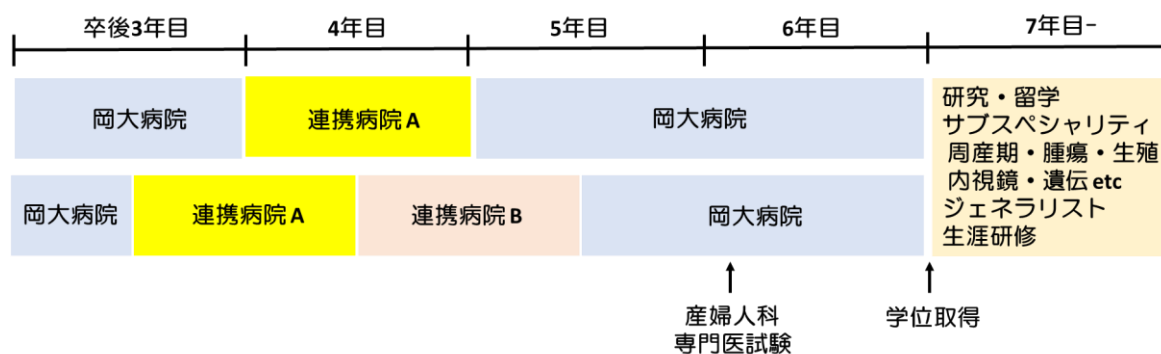 卒後3年目
4年目
5年目
6年目
7年目-
岡大病院
連携病院 A
岡大病院
岡大病院
連携病院 A
連携病院 B
岡大病院
研究・留学
サブスペシャリティ
周産期・腫瘍・生殖
内視鏡・遺伝 etc
ジェネラリスト
生涯研修
産婦人科
専門医試験
学位取得